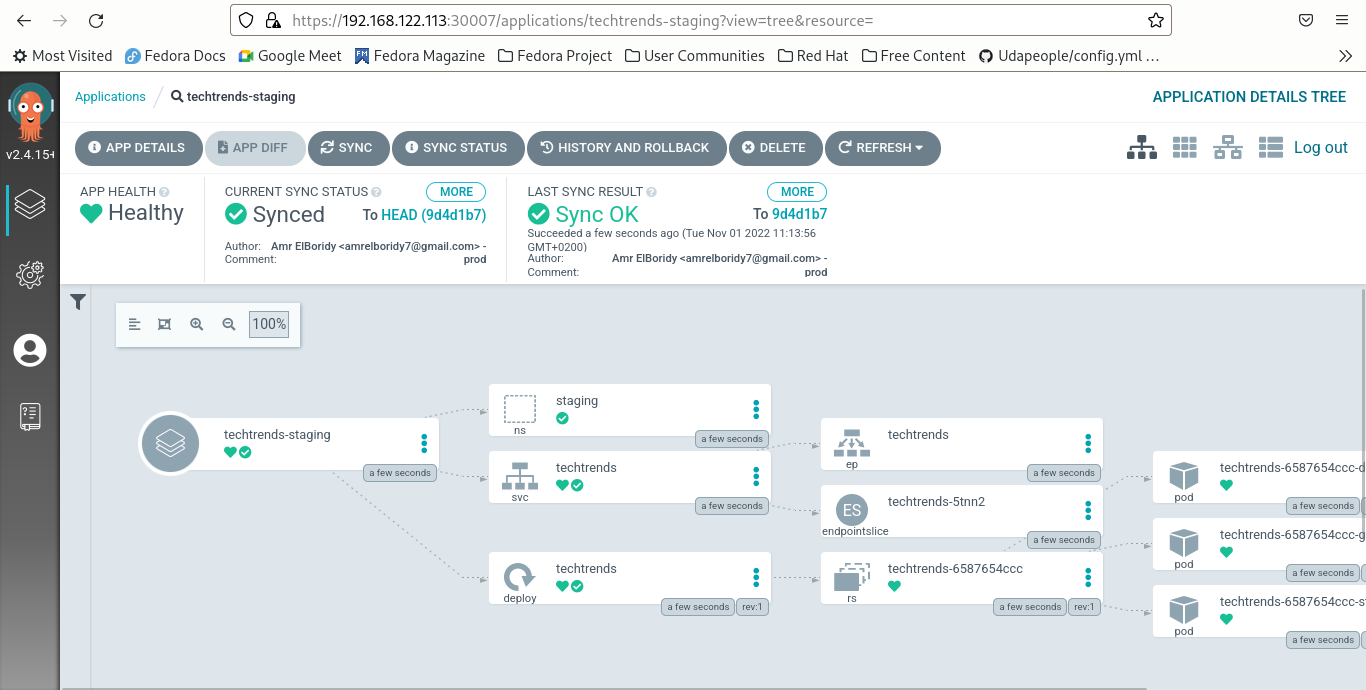 https://192.168.122.113:30007/applications/techtrends-staging?view=tree&resource=
Most Visited Fedora Docs Google Meet Fedora Magazine Fedora Project User Communities Red Hat Free Content Udapeople/config.yml …
Applications / techtrends-staging APPLICATION DETAILS TREE
v2.4.15+
APP DETAILS APP DIFF SYNC SYNC STATUS HISTORY AND ROLLBACK DELETE REFRESH Log out
APP HEALTH
Healthy
CURRENT SYNC STATUS MORE
Synced To HEAD (9d4d1b7)
Author: Amr ElBoridy <amrelboridy7@gmail.com> -
Comment: prod
LAST SYNC RESULT MORE
Sync OK To 9d4d1b7
Succeeded a few seconds ago (Tue Nov 01 2022 11:13:56
GMT+0200)
Author: Amr ElBoridy <amrelboridy7@gmail.com> -
Comment: prod
100%
techtrends-staging
a few seconds
staging
ns
a few seconds
techtrends
svc
a few seconds
techtrends
deploy
a few seconds rev:1
techtrends
ep
a few seconds
ES
techtrends-5tnn2
endpointslice
a few seconds
techtrends-6587654ccc
rs
a few seconds rev:1
techtrends-6587654ccc-d
pod
a few seconds
techtrends-6587654ccc-g
pod
a few seconds
techtrends-6587654ccc-s
pod
a few seconds